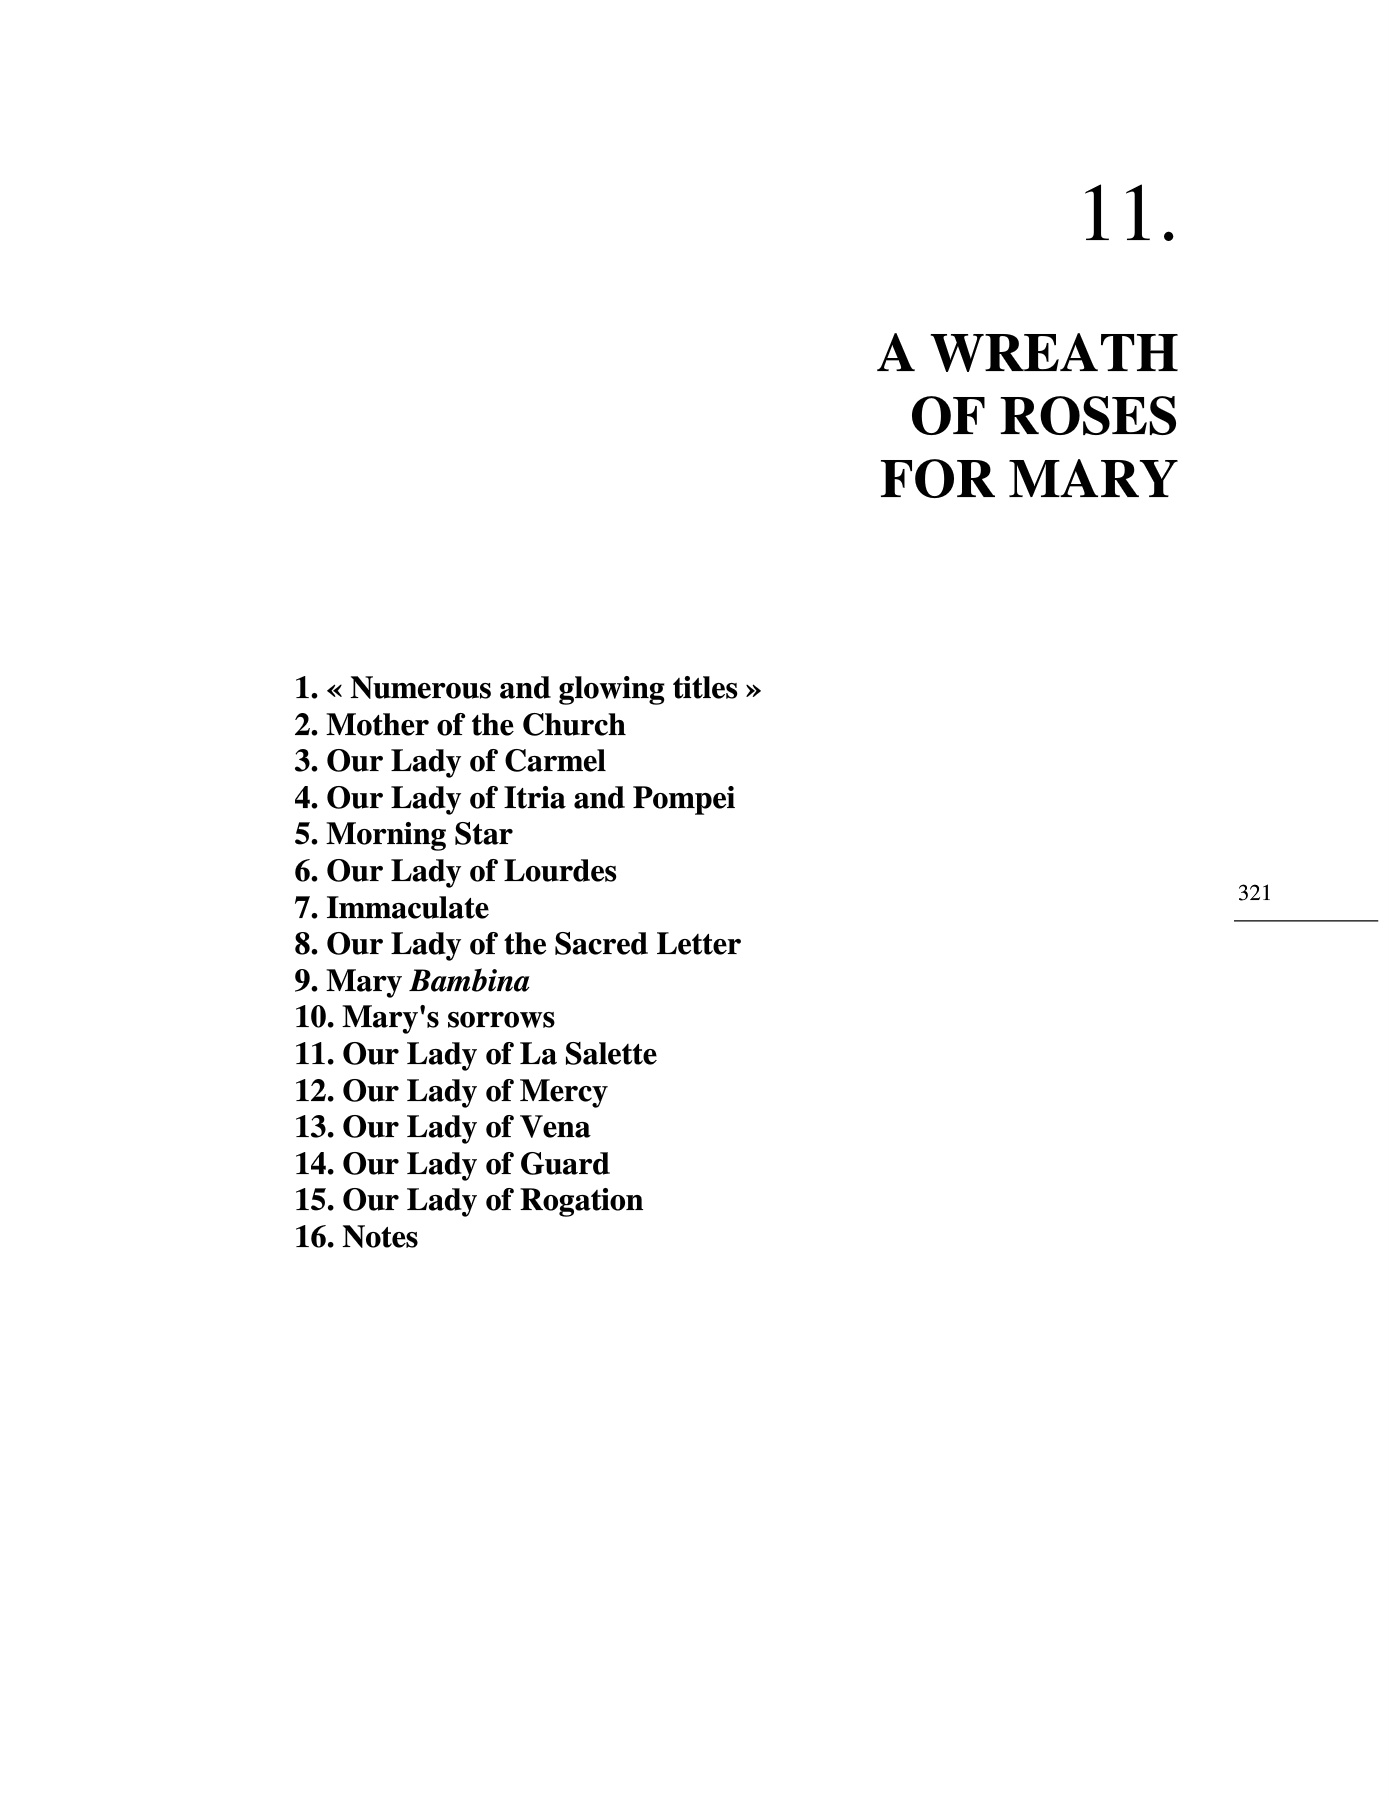 11.
A WREATH
OF ROSES
FOR MARY
1. « Numerous and glowing titles »
2. Mother of the Church
3. Our Lady of Carmel
4. Our Lady of Itria and Pompei
5. Morning Star
6. Our Lady of Lourdes
7. Immaculate
8. Our Lady of the Sacred Letter
9. Mary Bambina
10. Mary's sorrows
11. Our Lady of La Salette
12. Our Lady of Mercy
13. Our Lady of Vena
14. Our Lady of Guard
15. Our Lady of Rogation
16. Notes
321